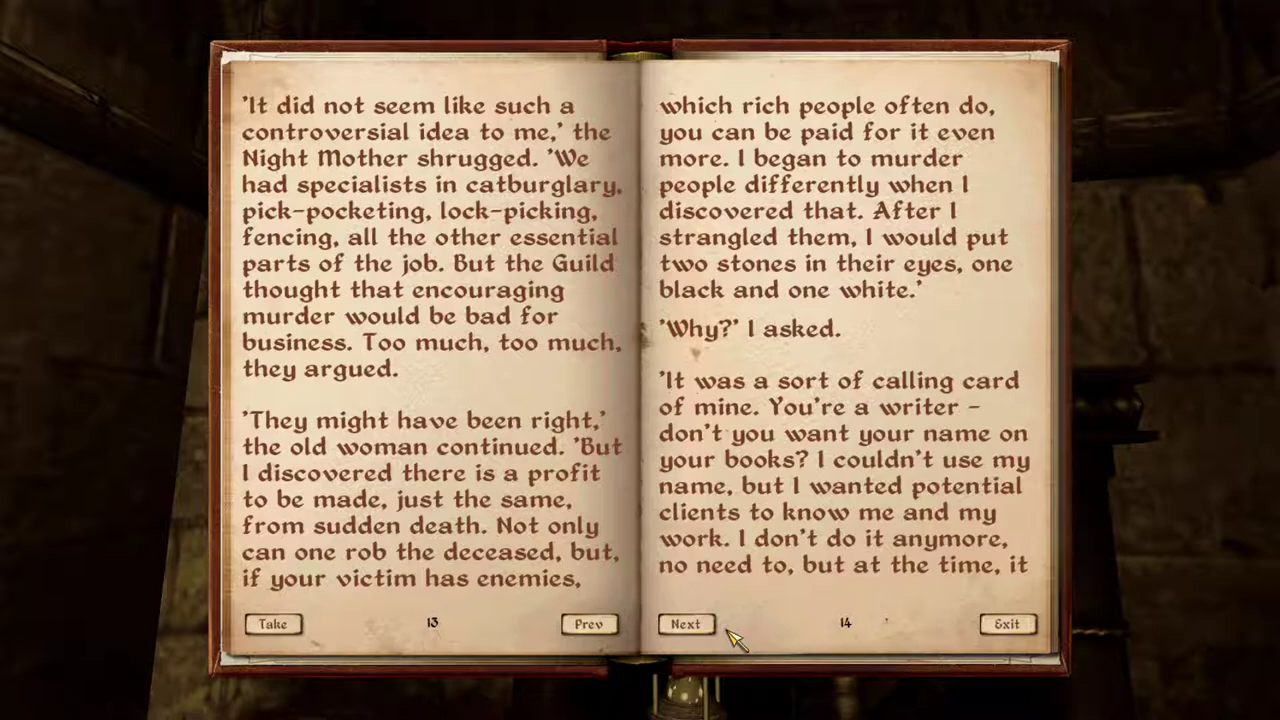 'It did not seem like such a
controversial idea to me,' the
Night Mother shrugged. 'We
had specialists in catburglary,
pick-pocketing, lock-picking,
fencing, all the other essential
parts of the job. But the Guild
thought that encouraging
murder would be bad for
business. Too much, too much,
they argued.
'They might have been right,'
the old woman continued. 'But
I discovered there is a profit
to be made, just the same,
from sudden death. Not only
can one rob the deceased, but,
if your victim has enemies,
Take
13
Prev
which rich people often do,
you can be paid for it even
more. I began to murder
people differently when I
discovered that. After I
strangled them, I would put
two stones in their eyes, one
black and one white.'
'Why?' I asked.
'It was a sort of calling card
of mine. You're a writer -
don't you want your name on
your books? I couldn't use my
name, but I wanted potential
clients to know me and my
work. I don't do it anymore,
no need to, but at the time, it
Next
14
Exit